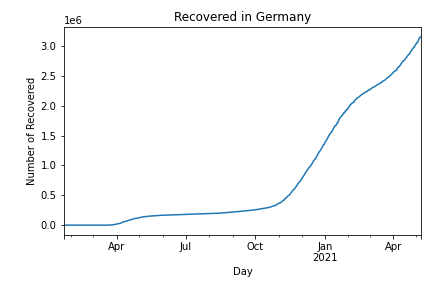 Recovered in Germany
1e6
3.0
2.5
2.0
1.5
1.0
0.5
0.0
Number of Recovered
Apr
Jul
Oct
Jan
2021
Apr
Day